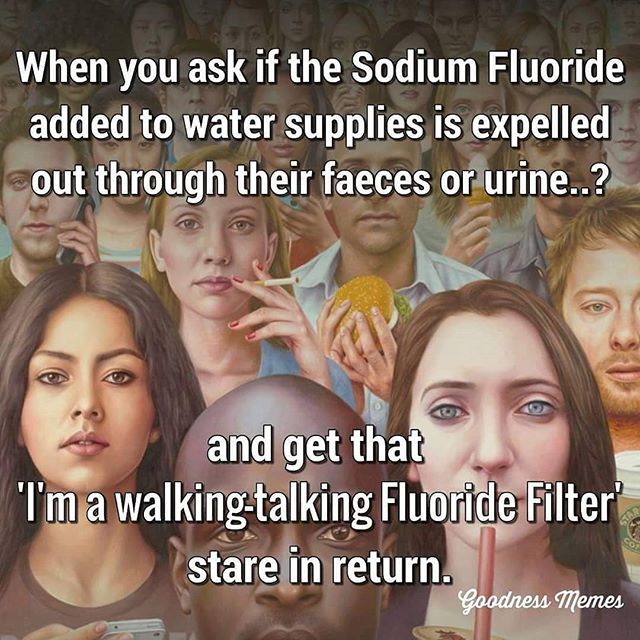 When you ask if the Sodium Fluoride
added to water supplies is expelled
out through their faeces or urine..?
and get that
'I'm a walking-talking Fluoride Filter'
stare in return.
Goodness Memes